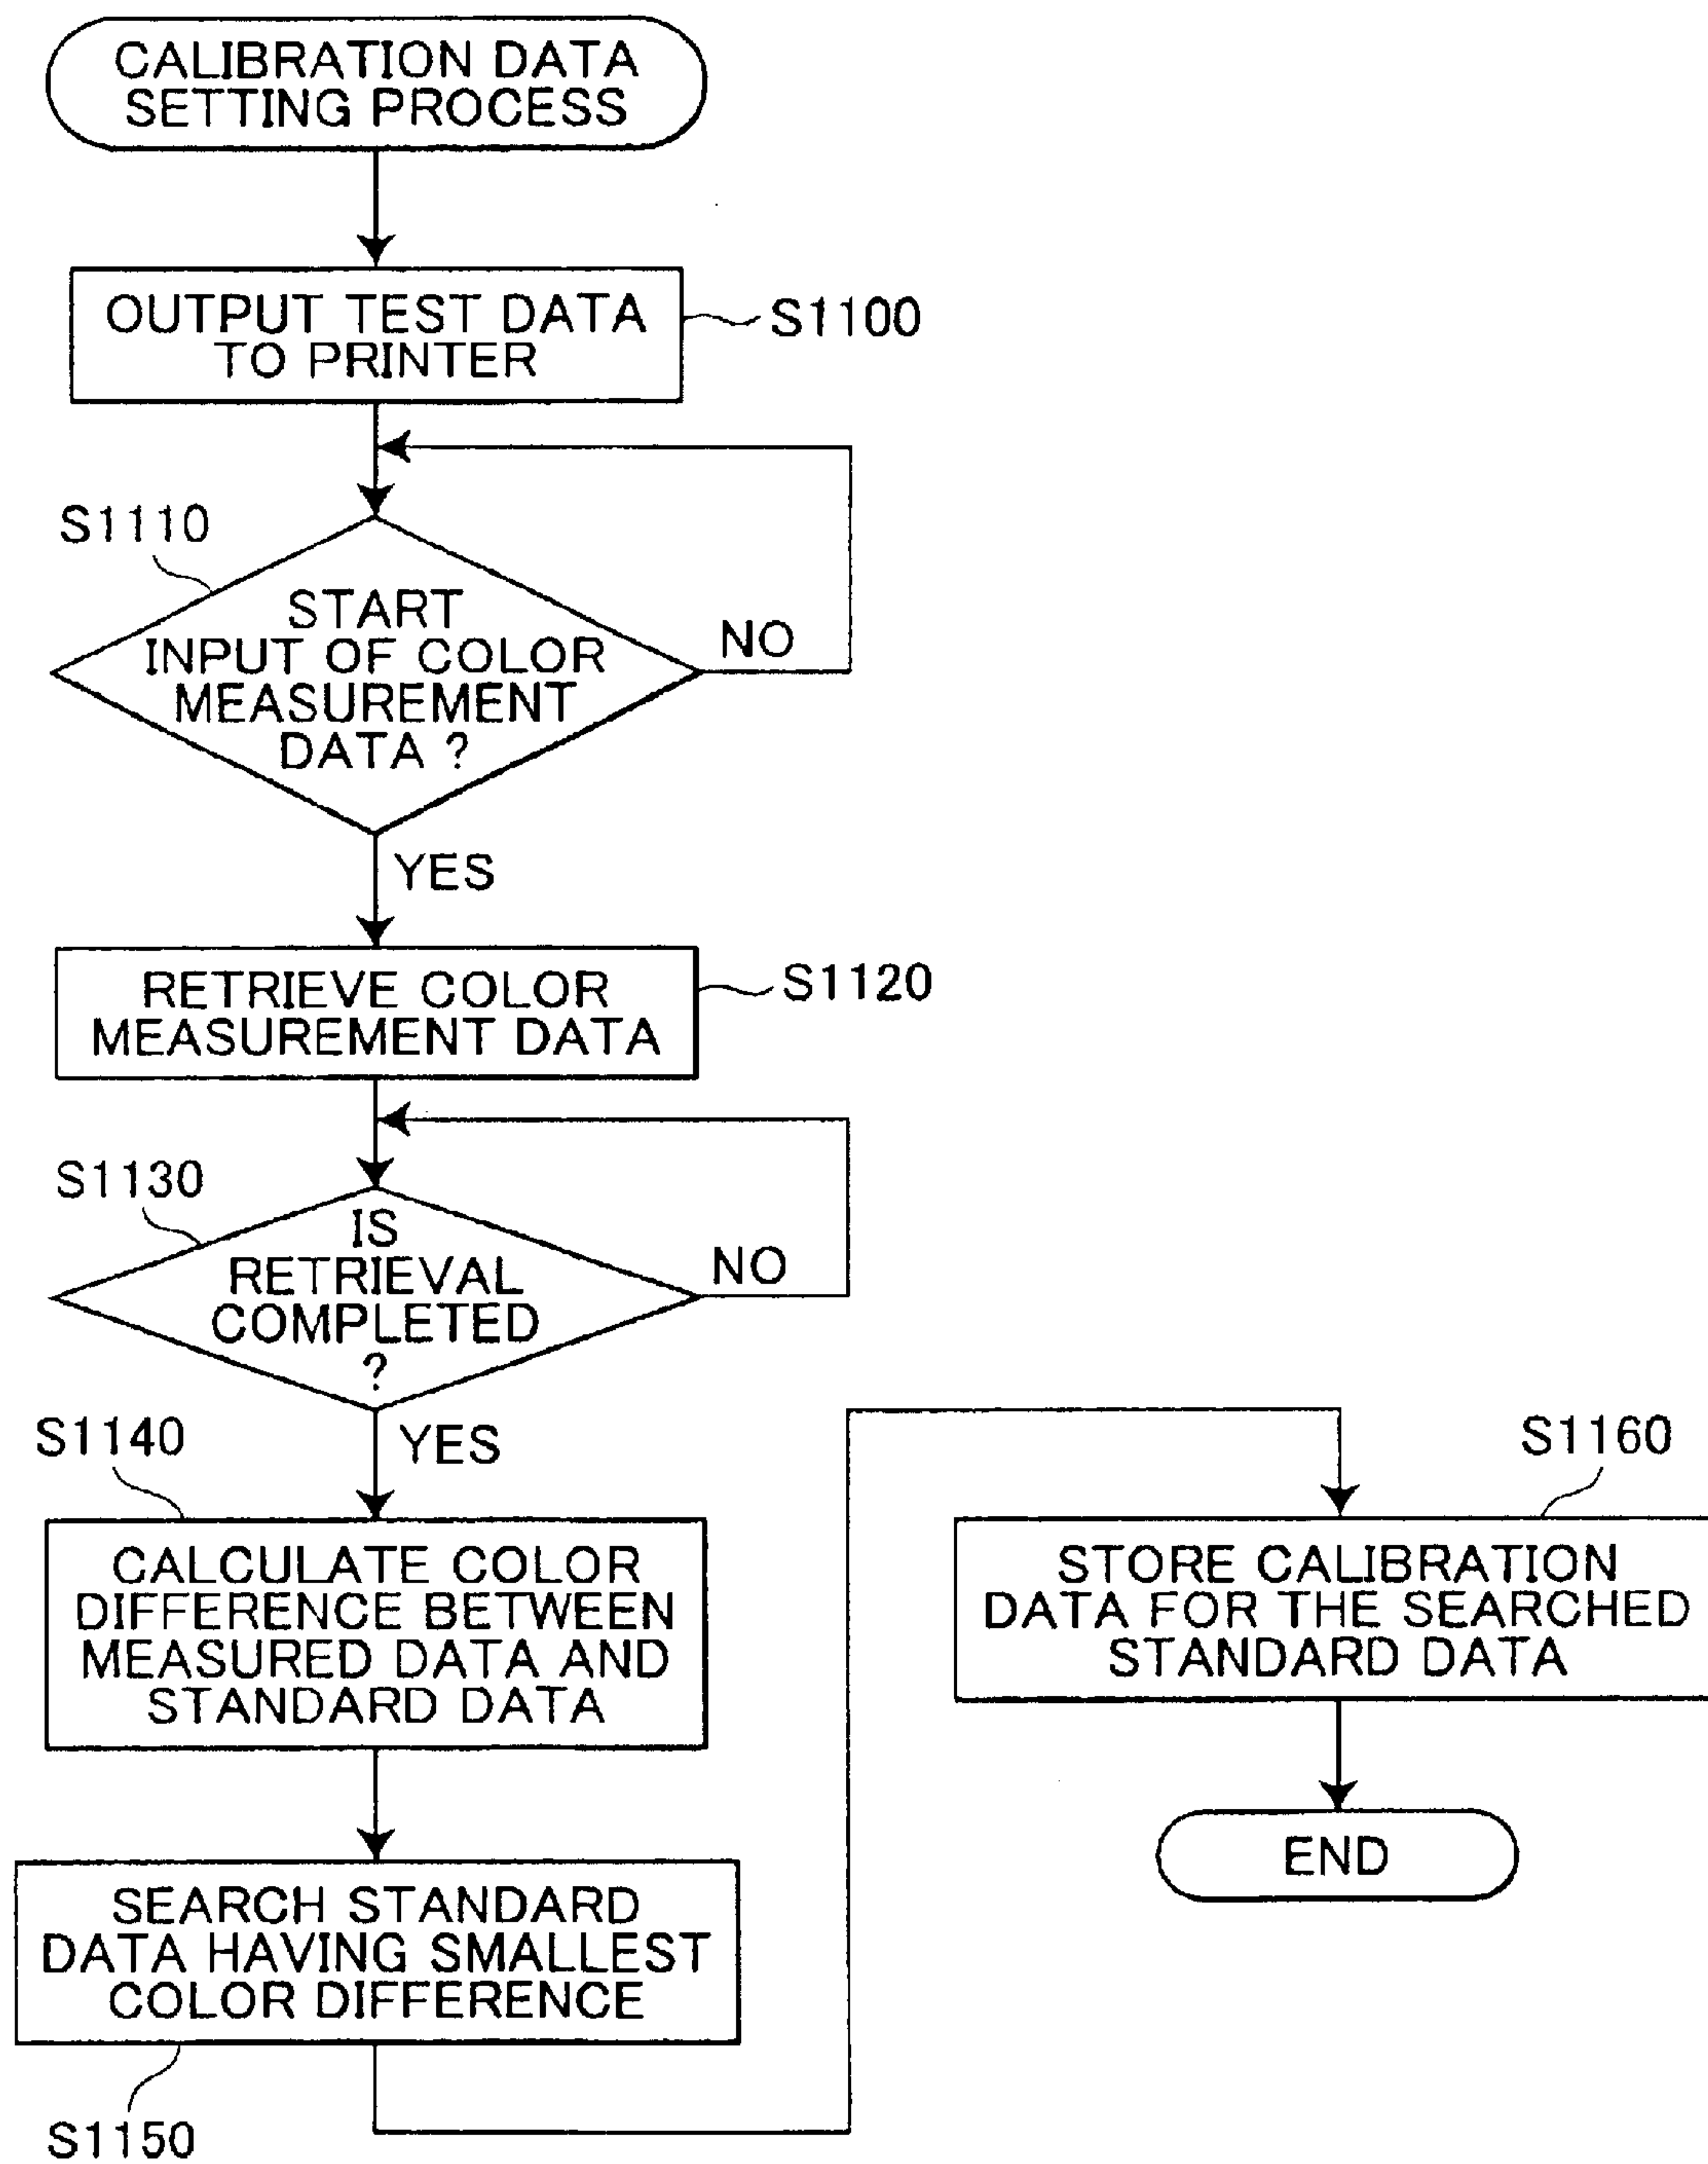 CALIBRATION DATA
SETTING PROCESS
OUTPUT TEST DATA
TO PRINTER
S1100
S1110
START
INPUT OF COLOR
MEASUREMENT
DATA ?
NO
YES
RETRIEVE COLOR
MEASUREMENT DATA
S1120
S1130
IS
RETRIEVAL
COMPLETED
?
NO
YES
S1140
CALCULATE COLOR
DIFFERENCE BETWEEN
MEASURED DATA AND
STANDARD DATA
SEARCH STANDARD
DATA HAVING SMALLEST
COLOR DIFFERENCE
S1150
S1160
STORE CALIBRATION
DATA FOR THE SEARCHED
STANDARD DATA
END